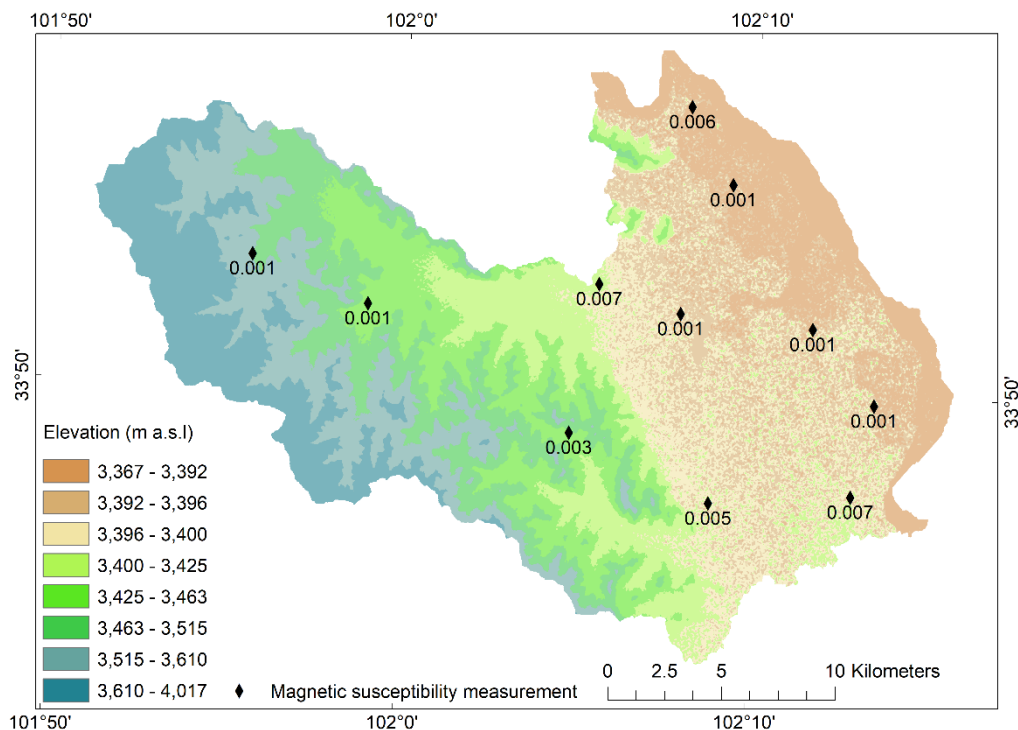 101°50' 102°0' 102°10'
0.006
0.001
0.001
0.007
0.001
0.001
0.001
33°50'
33°50'
0.001
Elevation (m a.s.l)
0.003
3,367 - 3,392
3,392 - 3,396
0.005
0.007
3,396 - 3,400
3,400 - 3,425
3,425 - 3,463
3,463 - 3,515
3,515 - 3,610
3,610 - 4,017
Magnetic susceptibility measurement
0 2.5 5 10 Kilometers
101°50' 102°0' 102°10'